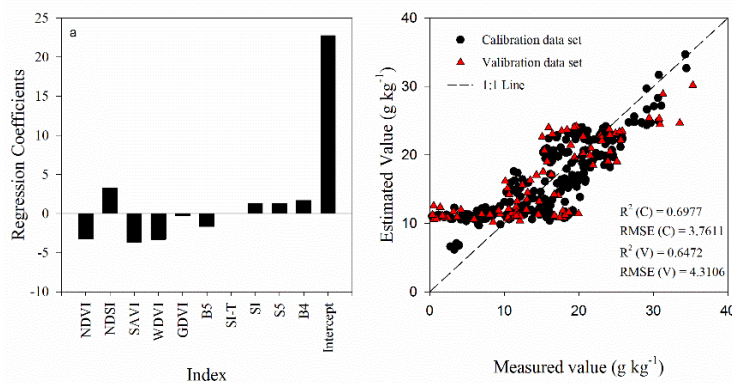 a
Regression Coefficients
25
20
15
10
5
0
-5
-10
NDVI
NDSI
SAVI
WDVI
GDVI
B5
SI-T
SI
S5
B4
Intercept
Index
Estimated Value (g kg-1)
40
30
20
10
0
Calibration data set
Valibration data set
1:1 Line
R2 (C) = 0.6977
RMSE (C) = 3.7611
R2 (V) = 0.6472
RMSE (V) = 4.3106
0 10 20 30 40
Measured value (g kg-1)